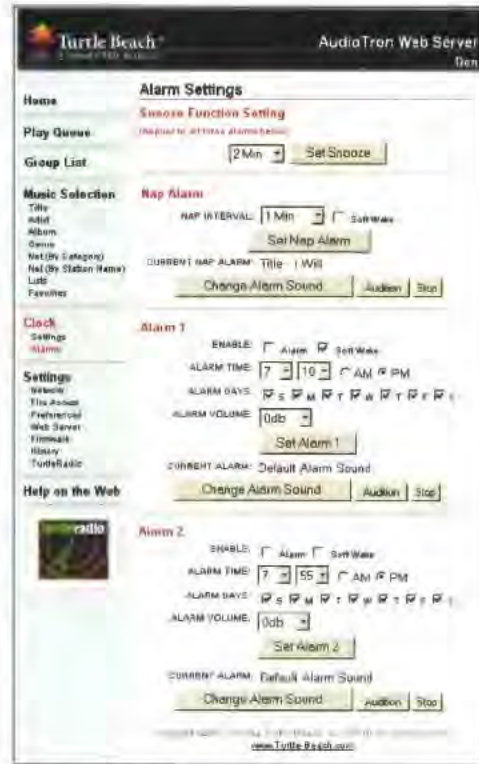 Turtle Beach
AudioTron Web Server
Den
Home
Play Queue
Group List
Music Selection
Title
Artist
Album
Genre
Net (By Category)
Net (By Station Name)
Lists
Favorites
Clock
Settings
Alarms
Settings
Network
File Access
Preferences
Web Server
Firmware
History
TurtleRadio
Help on the Web
radio
Alarm Settings
Snooze Function Setting
2 Min Set Snooze
Nap Alarm
NAP INTERVAL: 1 Min Soft Wake
Set Nap Alarm
CURRENT NAP ALARM: Title - I Will
Change Alarm Sound Audition Stop
Alarm 1
ENABLE: Alarm Soft Wake
ALARM TIME: 7 10 AM PM
ALARM DAYS: S M T W T F S
ALARM VOLUME: 0db
Set Alarm 1
CURRENT ALARM: Default Alarm Sound
Change Alarm Sound Audition Stop
Alarm 2
ENABLE: Alarm Soft Wake
ALARM TIME: 7 55 AM PM
ALARM DAYS: S M T W T F S
ALARM VOLUME: 0db
Set Alarm 2
CURRENT ALARM: Default Alarm Sound
Change Alarm Sound Audition Stop
www.Turtle-Beach.com